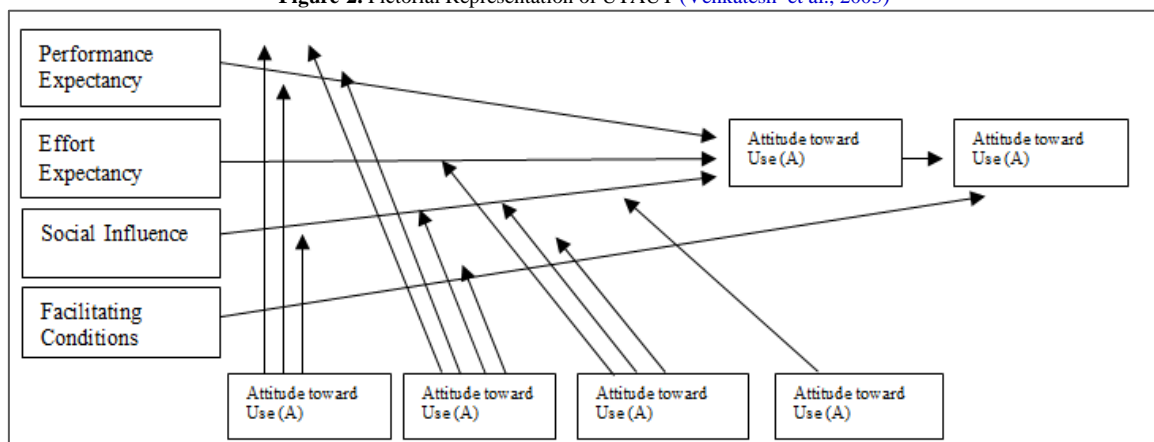 Figure 2. Pictorial Representation of UTAUT (Venkatesh et al., 2003)
Performance
Expectancy
Effort
Expectancy
Social Influence
Facilitating
Conditions
Attitude toward
Use (A)
Attitude toward
Use (A)
Attitude toward
Use (A)
Attitude toward
Use (A)
Attitude toward
Use (A)
Attitude toward
Use (A)